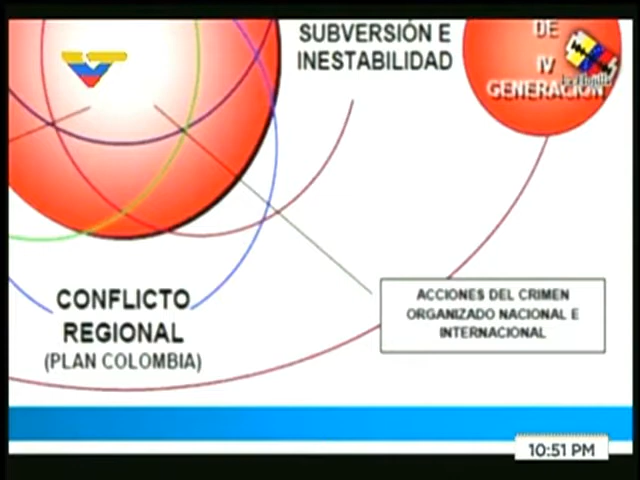 SUBVERSIÓN E
INESTABILIDAD
DE
IV
GENERACIÓN
CONFLICTO
REGIONAL
(PLAN COLOMBIA)
ACCIONES DEL CRIMEN
ORGANIZADO NACIONAL E
INTERNACIONAL
10:51 PM